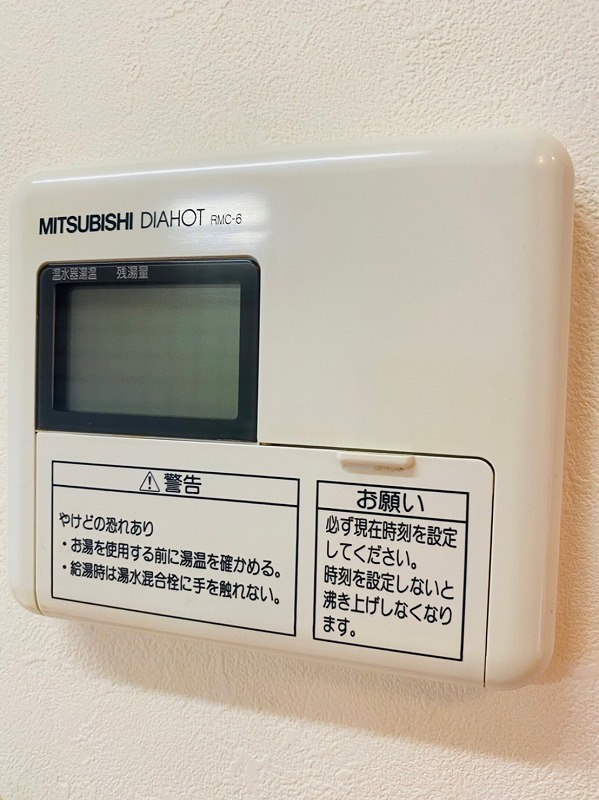 MITSUBISHI DIAHOT RMC-6
温水器湯温 残湯量
⚠警告
やけどの恐れあり
・お湯を使用する前に湯温を確かめる。
・給湯時は湯水混合栓に手を触れない。
お願い
必ず現在時刻を設定
してください。
時刻を設定しないと
沸き上げしなくなり
ます。